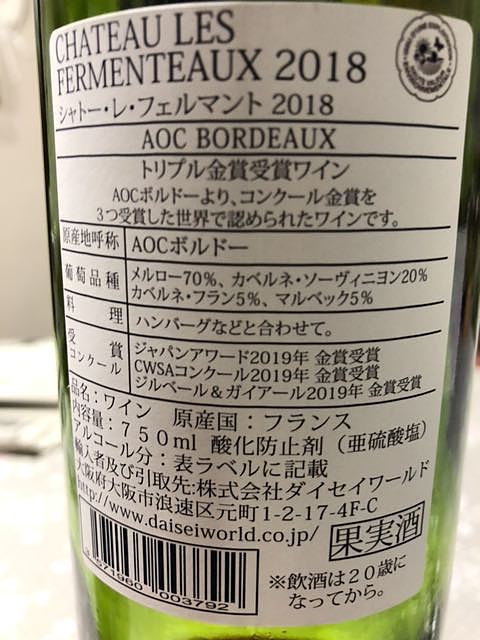 CHATEAU LES
FERMENTEAUX 2018
シャトー・レ・フェルマント 2018
AOC BORDEAUX
トリプル金賞受賞ワイン
AOCボルドーより、コンクール金賞を
３つ受賞した世界で認められたワインです。
原産地呼称 AOCボルドー
葡萄品種 メルロー70％、カベルネ・ソーヴィニヨン20％
カベルネ・フラン5％、マルベック5％
料理 ハンバーグなどと合わせて。
受賞コンクール ジャパンアワード2019年 金賞受賞
CWSAコンクール2019年 金賞受賞
ジルベール＆ガイアール2019年 金賞受賞
品名：ワイン 原産国：フランス
内容量：７５０ml 酸化防止剤（亜硫酸塩）
アルコール分：表ラベルに記載
輸入者及び引取先:株式会社ダイセイワールド
大阪府大阪市浪速区元町1-2-17-4F-C
http://www.daiseiworld.co.jp/
果実酒
003792
※飲酒は２０歳に
なってから。